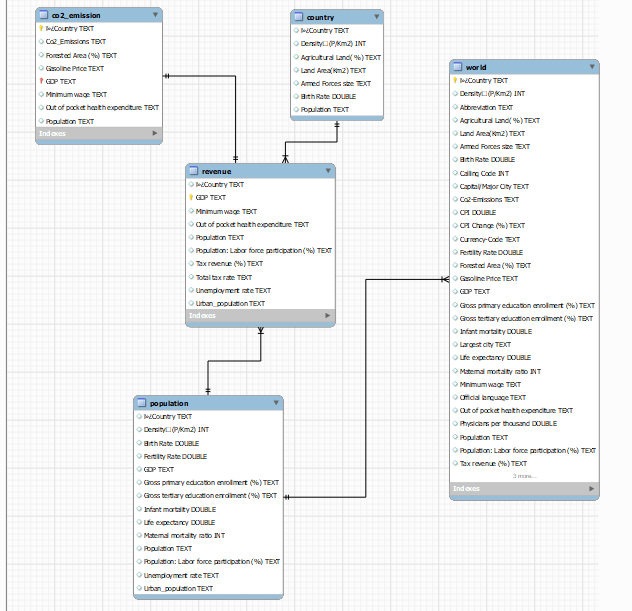 co2_emission
ï»¿Country TEXT
Co2_Emissions TEXT
Forested Area (%) TEXT
Gasoline Price TEXT
GDP TEXT
Minimum wage TEXT
Out of pocket health expenditure TEXT
Population TEXT
Indexes
country
ï»¿Country TEXT
Density□(P/Km2) INT
Agricultural Land( %) TEXT
Land Area(Km2) TEXT
Armed Forces size TEXT
Birth Rate DOUBLE
Population TEXT
revenue
ï»¿Country TEXT
GDP TEXT
Minimum wage TEXT
Out of pocket health expenditure TEXT
Population TEXT
Population: Labor force participation (%) TEXT
Tax revenue (%) TEXT
Total tax rate TEXT
Unemployment rate TEXT
Urban_population TEXT
Indexes
population
ï»¿Country TEXT
Density□(P/Km2) INT
Birth Rate DOUBLE
Fertility Rate DOUBLE
GDP TEXT
Gross primary education enrollment (%) TEXT
Gross tertiary education enrollment (%) TEXT
Infant mortality DOUBLE
Life expectancy DOUBLE
Maternal mortality ratio INT
Population TEXT
Population: Labor force participation (%) TEXT
Unemployment rate TEXT
Urban_population TEXT
world
ï»¿Country TEXT
Density□(P/Km2) INT
Abbreviation TEXT
Agricultural Land( %) TEXT
Land Area(Km2) TEXT
Armed Forces size TEXT
Birth Rate DOUBLE
Calling Code INT
Capital/Major City TEXT
Co2-Emissions TEXT
CPI DOUBLE
CPI Change (%) TEXT
Currency-Code TEXT
Fertility Rate DOUBLE
Forested Area (%) TEXT
Gasoline Price TEXT
GDP TEXT
Gross primary education enrollment (%) TEXT
Gross tertiary education enrollment (%) TEXT
Infant mortality DOUBLE
Largest city TEXT
Life expectancy DOUBLE
Maternal mortality ratio INT
Minimum wage TEXT
Official language TEXT
Out of pocket health expenditure TEXT
Physicians per thousand DOUBLE
Population TEXT
Population: Labor force participation (%) TEXT
Tax revenue (%) TEXT
3 more...
Indexes